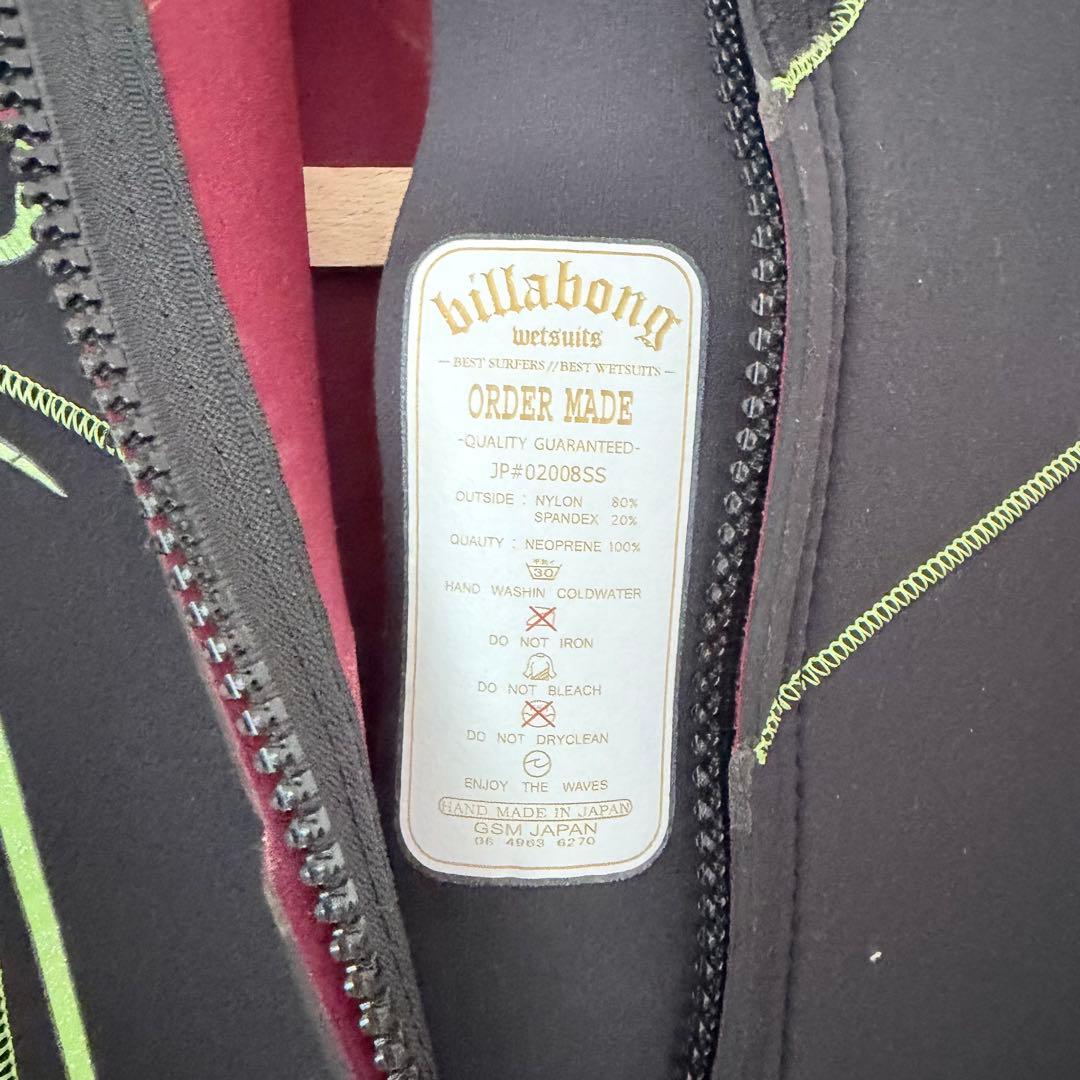 billabong
wetsuits
- BEST SURFERS // BEST WETSUITS -
ORDER MADE
-QUALITY GUARANTEED-
JP#02008SS
OUTSIDE : NYLON 80%
SPANDEX 20%
QUAUTY : NEOPRENE 100%
30
HAND WASHIN COLDWATER
DO NOT IRON
DO NOT BLEACH
DO NOT DRYCLEAN
ENJOY THE WAVES
HAND MADE IN JAPAN
GSM JAPAN
06 4963 6270